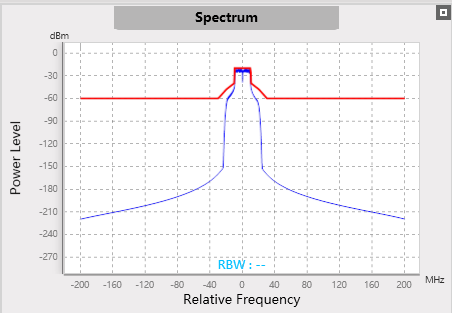 Spectrum
dBm
0
-30
-60
-90
-120
-150
-180
-210
-240
-270
Power Level
RBW : --
-200 -160 -120 -80 -40 0 40 80 120 160 200
MHz
Relative Frequency